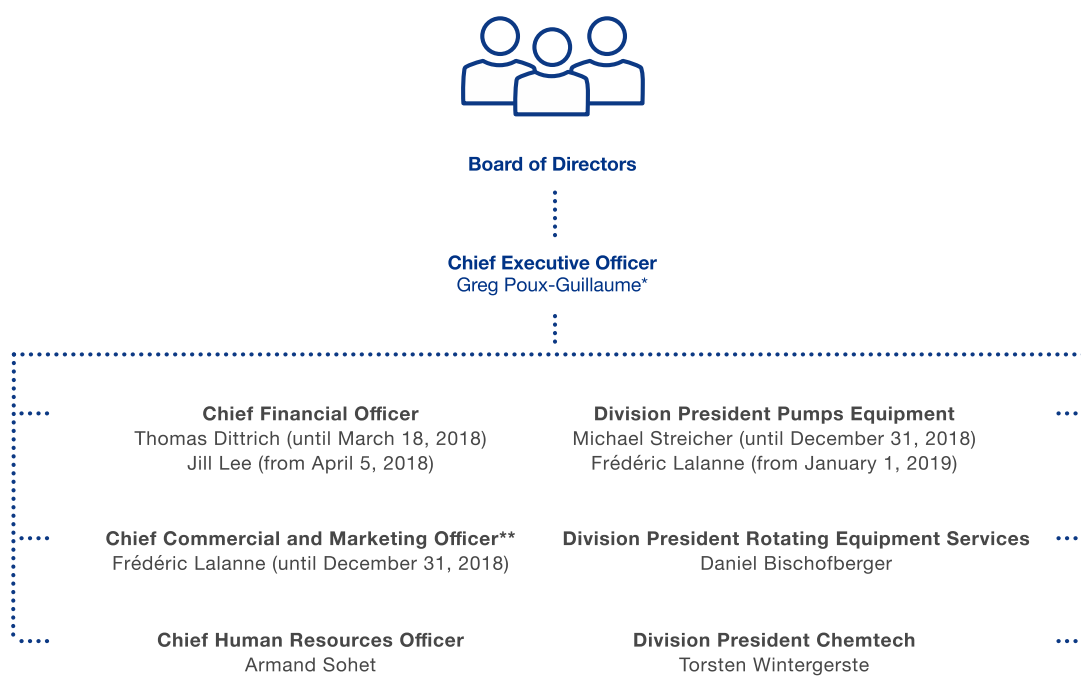 Board of Directors
Chief Executive Officer
Greg Poux-Guillaume*
Chief Financial Officer
Thomas Dittrich (until March 18, 2018)
Jill Lee (from April 5, 2018)
Division President Pumps Equipment
Michael Streicher (until December 31, 2018)
Frédéric Lalanne (from January 1, 2019)
Chief Commercial and Marketing Officer**
Frédéric Lalanne (until December 31, 2018)
Division President Rotating Equipment Services
Daniel Bischofberger
Chief Human Resources Officer
Armand Sohet
Division President Chemtech
Torsten Wintergerste